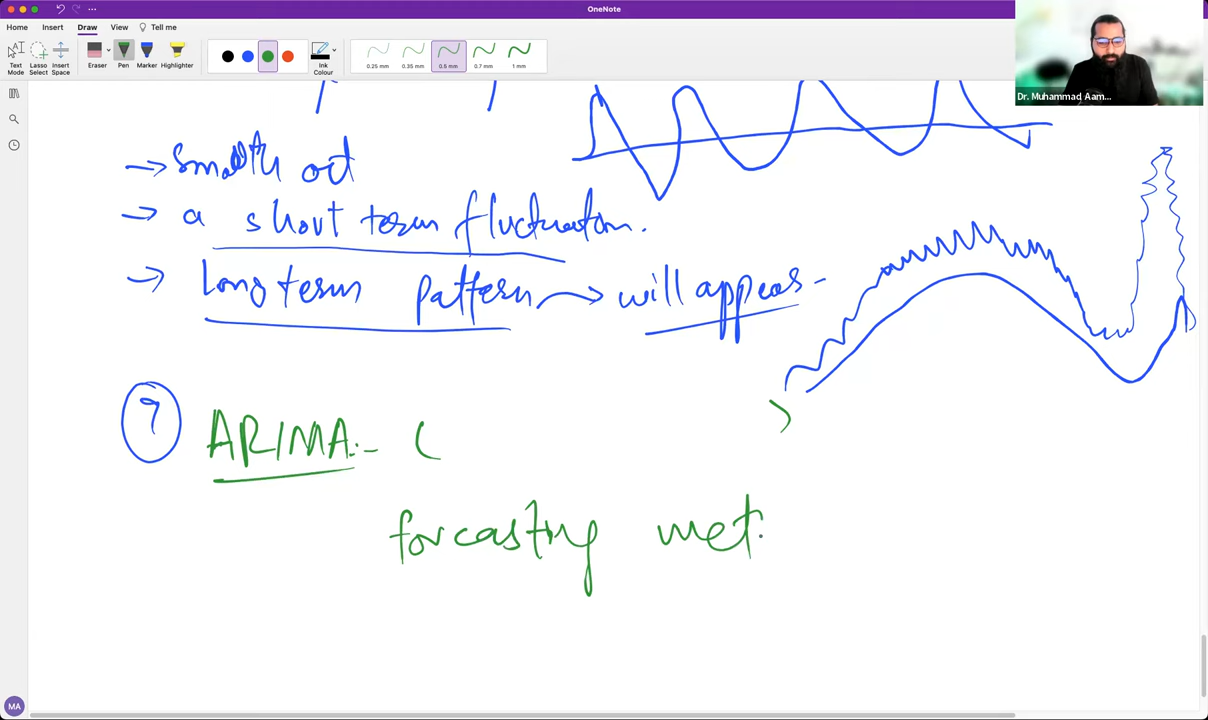 OneNote
Home Insert Draw View Tell me
Text Mode
Lasso Select
Insert Space
Eraser
Pen
Marker
Highlighter
Ink Colour
0.25 mm
0.35 mm
0.5 mm
0.7 mm
1 mm
Dr. Muhammad Aam...
→ smooth out
→ a short term fluctuation.
→ long term pattern → will appear -
9 ARIMA:- ( )
forcasting met
MA